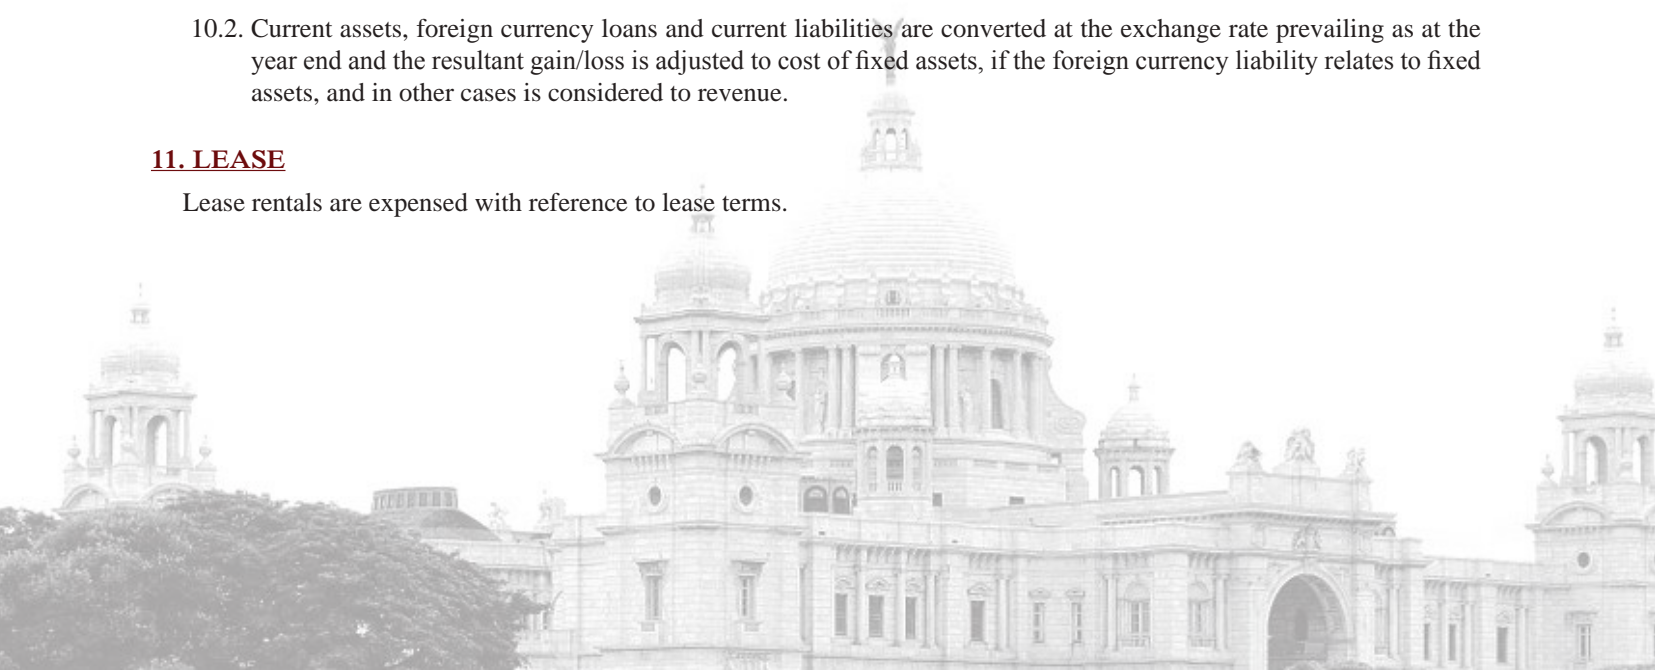 10.2. Current assets, foreign currency loans and current liabilities are converted at the exchange rate prevailing as at the
year end and the resultant gain/loss is adjusted to cost of fixed assets, if the foreign currency liability relates to fixed
assets, and in other cases is considered to revenue.
11. LEASE
Lease rentals are expensed with reference to lease terms.